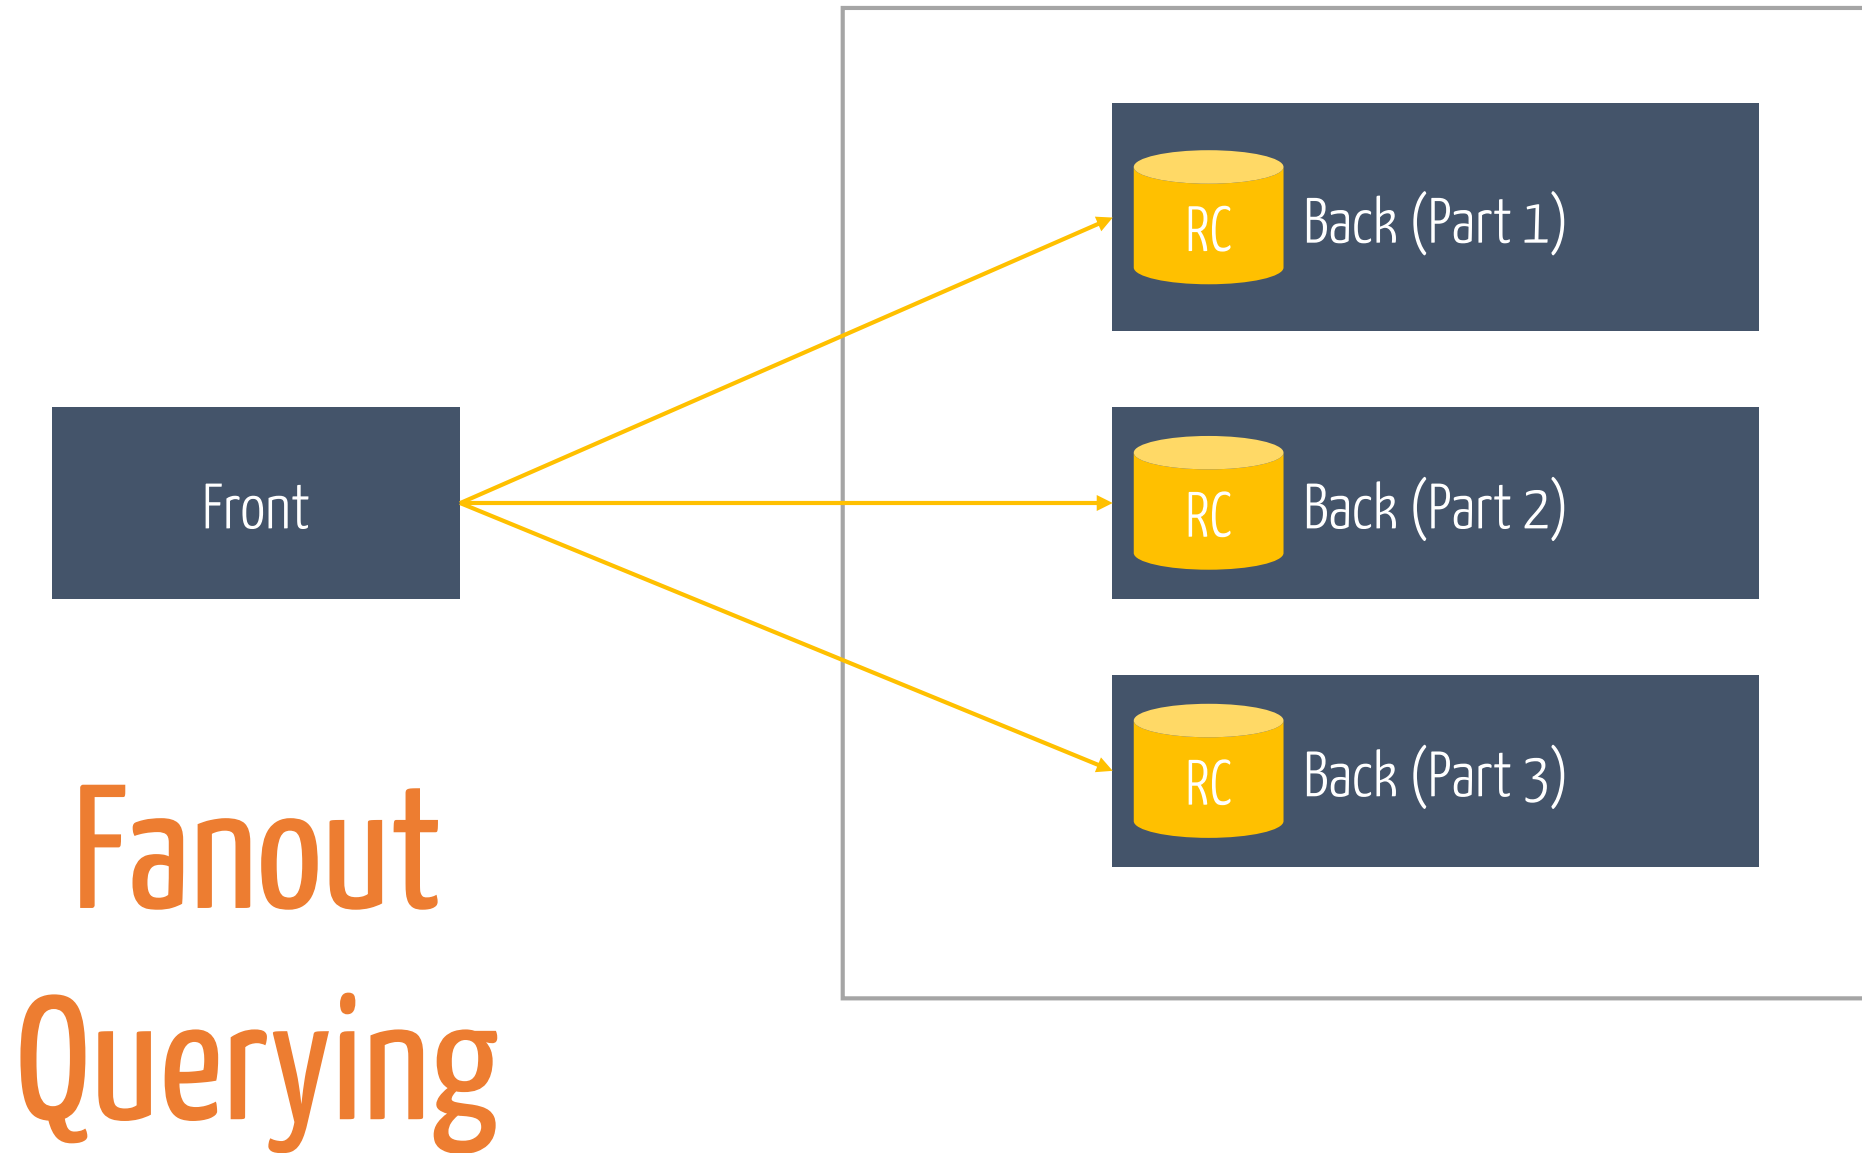 RC
Back (Part 1)
Front
RC
Back (Part 2)
RC
Back (Part 3)
Fanout
Querying